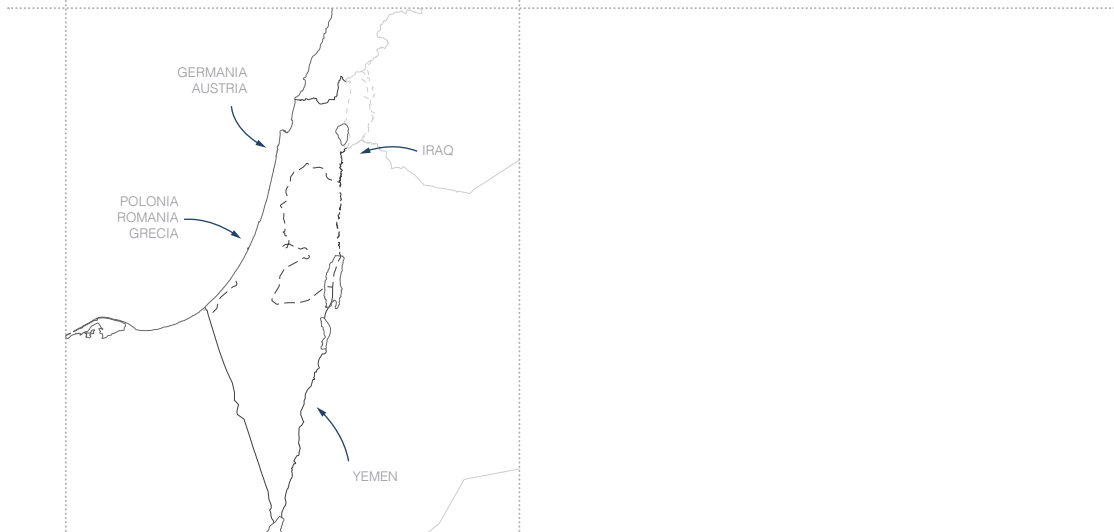 GERMANIA
AUSTRIA
IRAQ
POLONIA
ROMANIA
GRECIA
YEMEN